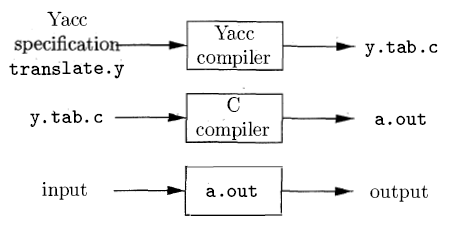 Yacc
specification
translate.y
Yacc
compiler
y.tab.c
y.tab.c
C
compiler
a.out
input
a.out
output